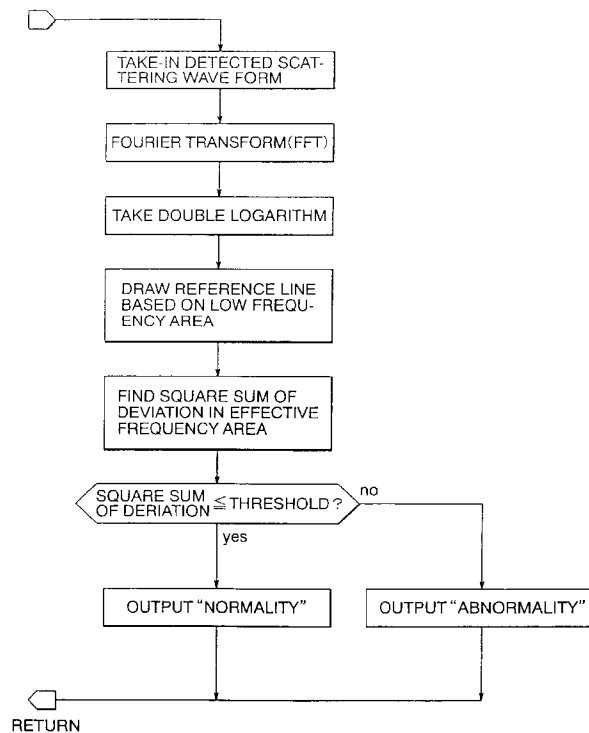 TAKE-IN DETECTED SCAT-
TERING WAVE FORM
FOURIER TRANSFORM(FFT)
TAKE DOUBLE LOGARITHM
DRAW REFERENCE LINE
BASED ON LOW FREQU-
ENCY AREA
FIND SQUARE SUM OF
DEVIATION IN EFFECTIVE
FREQUENCY AREA
SQUARE SUM
OF DERIATION ≦ THRESHOLD?
no
yes
OUTPUT “NORMALITY”
OUTPUT “ABNORMALITY”
RETURN